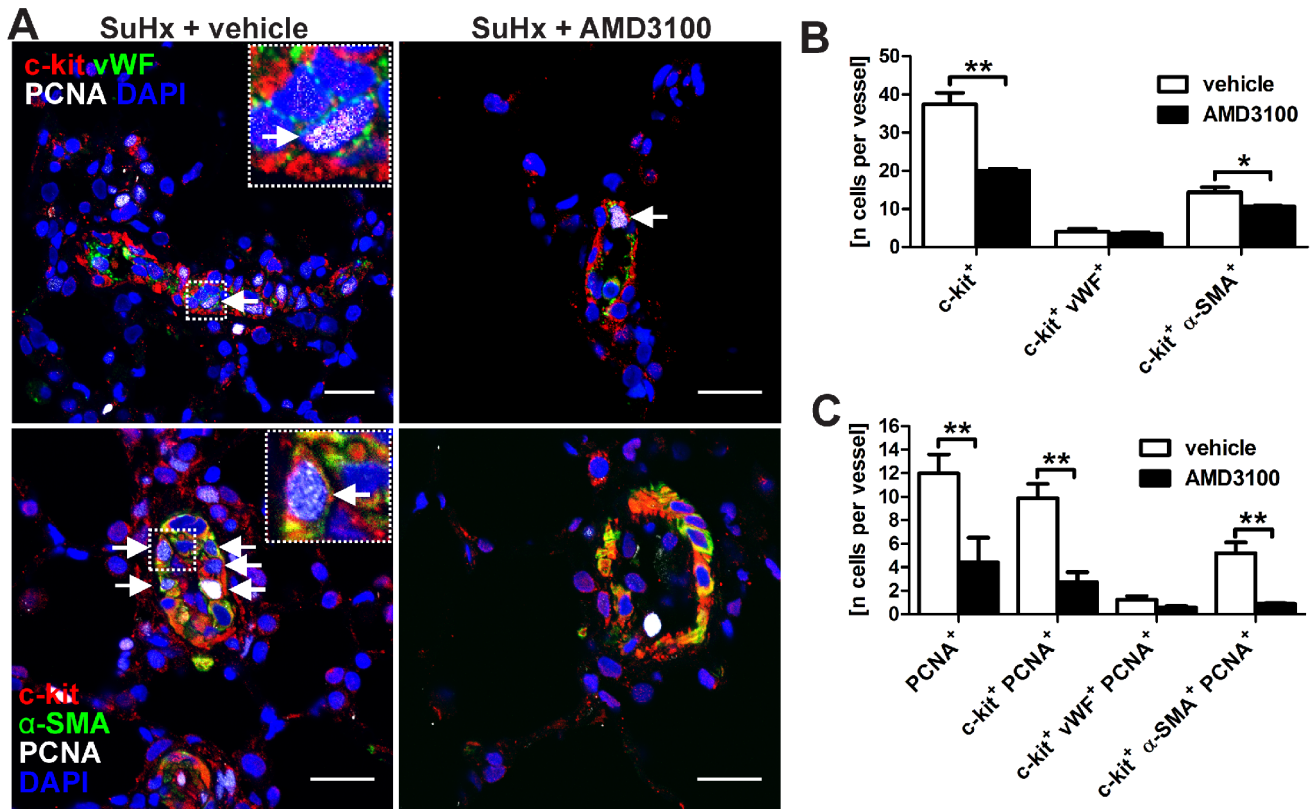 A
SuHx + vehicle
SuHx + AMD3100
c-kit vWF
PCNA DAPI
c-kit
α-SMA
PCNA
DAPI
B
[n cells per vessel]
50
40
30
20
10
0
vehicle
AMD3100
**
*
c-kit⁺
c-kit⁺ vWF⁺
c-kit⁺ α-SMA⁺
C
[n cells per vessel]
16
14
12
10
8
6
4
2
0
vehicle
AMD3100
**
**
**
PCNA⁺
c-kit⁺ PCNA⁺
c-kit⁺ vWF⁺ PCNA⁺
c-kit⁺ α-SMA⁺ PCNA⁺